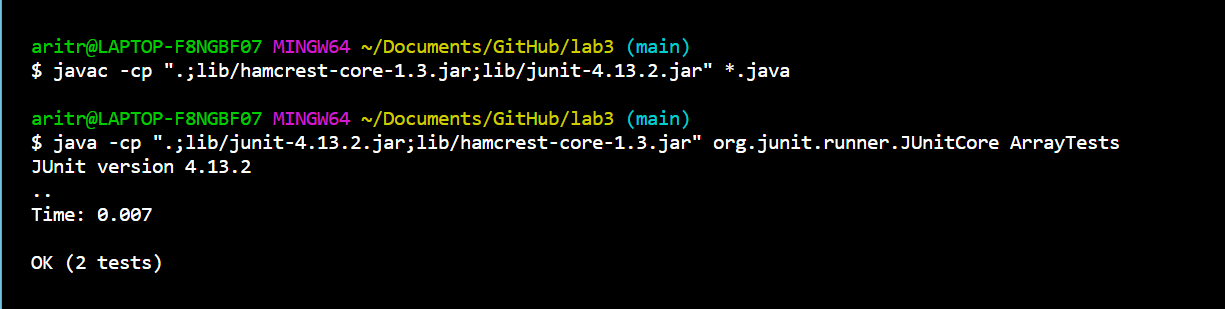 aritr@LAPTOP-F8NGBF07 MINGW64 ~/Documents/GitHub/lab3 (main)
$ javac -cp ".;lib/hamcrest-core-1.3.jar;lib/junit-4.13.2.jar" *.java
aritr@LAPTOP-F8NGBF07 MINGW64 ~/Documents/GitHub/lab3 (main)
$ java -cp ".;lib/junit-4.13.2.jar;lib/hamcrest-core-1.3.jar" org.junit.runner.JUnitCore ArrayTests
JUnit version 4.13.2
..
Time: 0.007
OK (2 tests)